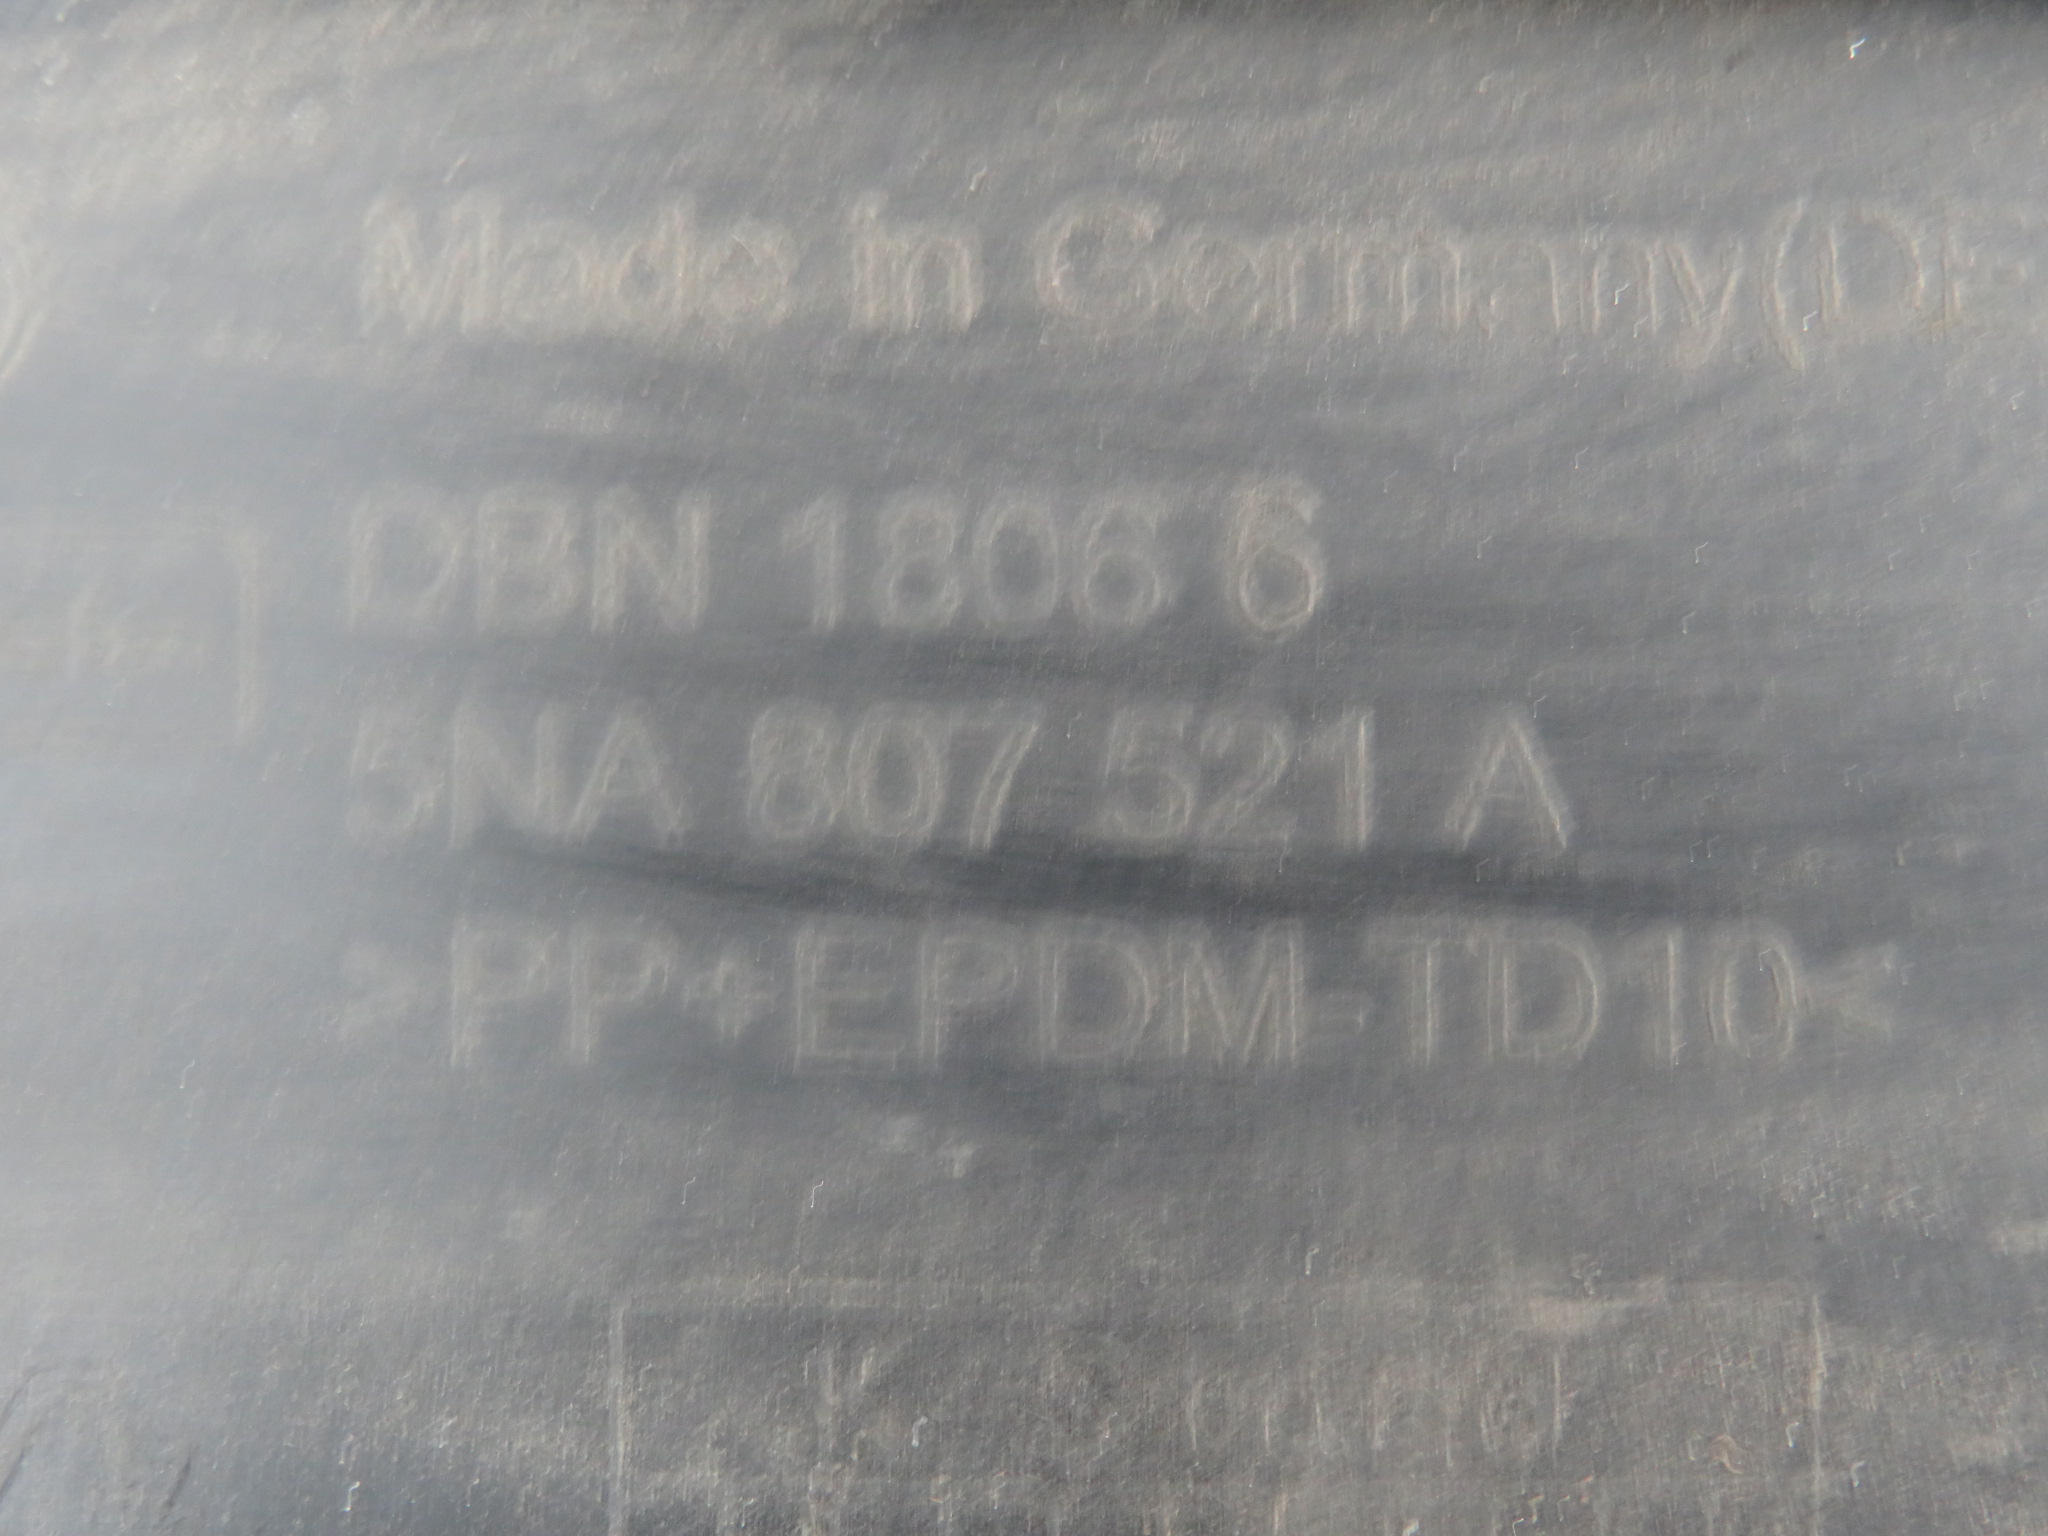 Made in Germany (DE
DBN 1806 6
5NA 807 521 A
>PP+EPDM-TD10<